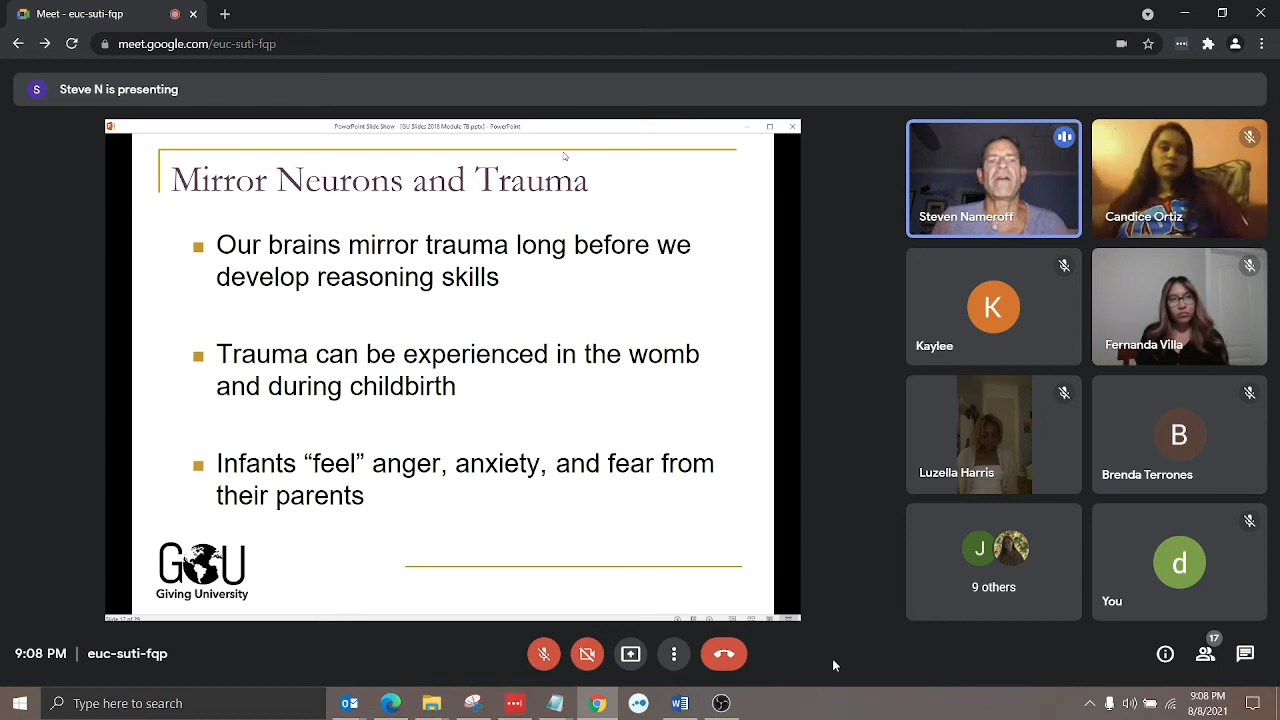 Meet - euc-suti-fqp
meet.google.com/euc-suti-fqp
S
Steve N is presenting
PowerPoint Slide Show - [GU Slides 2018 Module 7B.pptx] - PowerPoint
Mirror Neurons and Trauma
Our brains mirror trauma long before we
develop reasoning skills
Trauma can be experienced in the womb
and during childbirth
Infants “feel” anger, anxiety, and fear from
their parents
GU
Giving University
Steven Nameroff
Candice Ortiz
K
Kaylee
Fernanda Villa
Luzella Harris
B
Brenda Terrones
J
9 others
d
You
9:08 PM | euc-suti-fqp
17
Type here to search
9:08 PM
8/8/2021